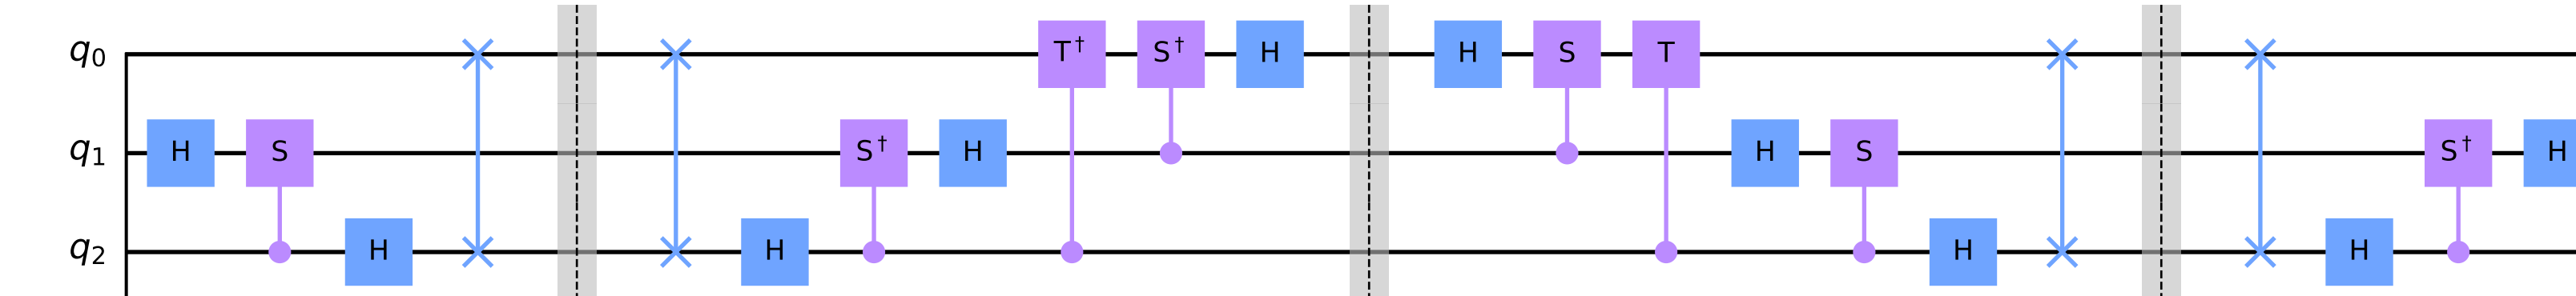 q0 T† S† H H S T
q1 H S S† H H S S† H
q2 H H H H